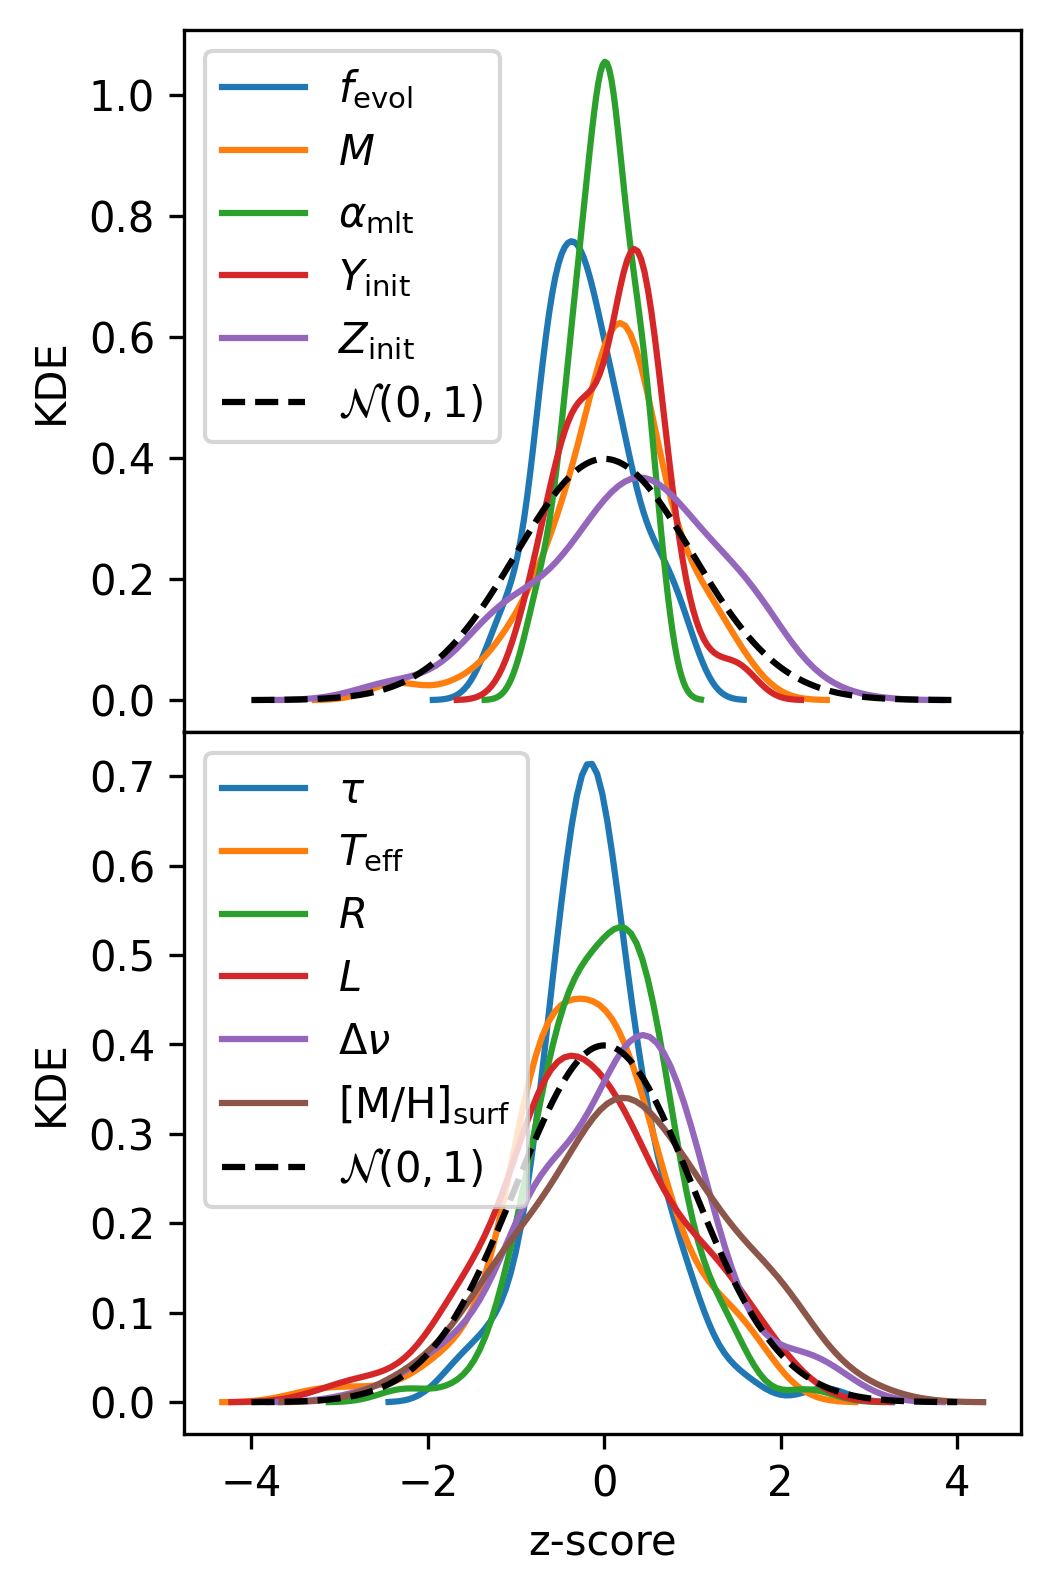 f_evol
M
α_mlt
Y_init
Z_init
𝒩(0, 1)
KDE
1.0
0.8
0.6
0.4
0.2
0.0
τ
T_eff
R
L
Δν
[M/H]_surf
𝒩(0, 1)
KDE
0.7
0.6
0.5
0.4
0.3
0.2
0.1
0.0
−4 −2 0 2 4
z-score